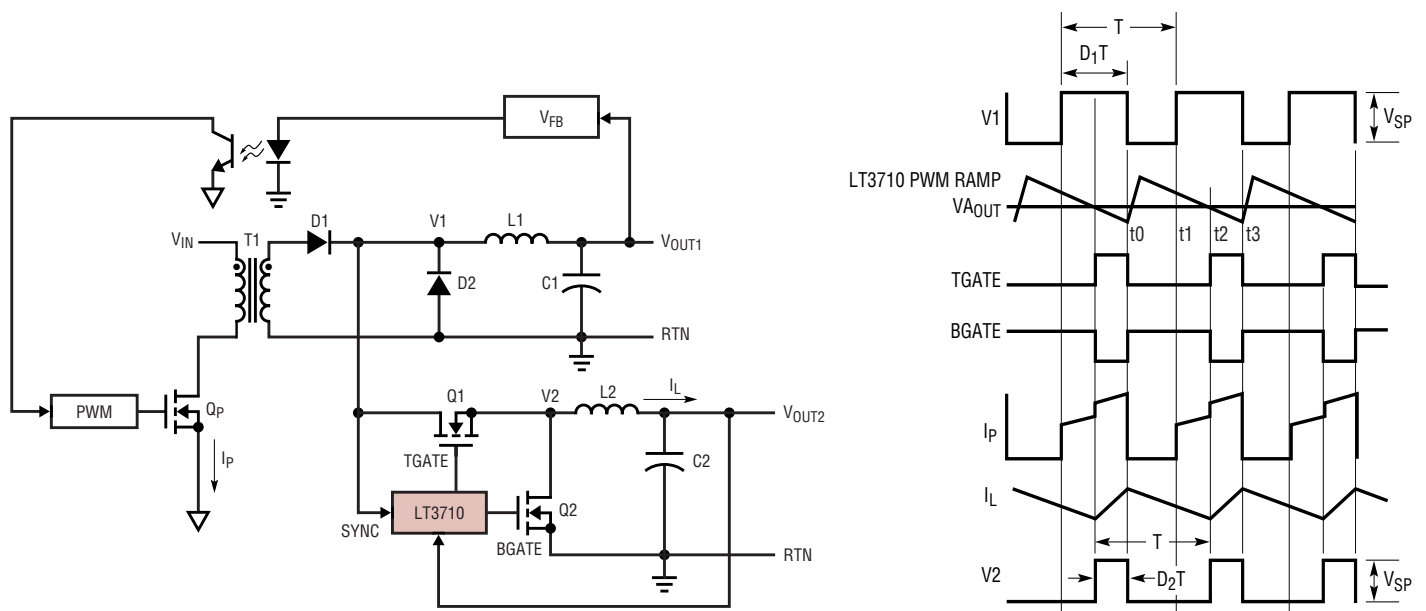 V_FB
D1
V1
L1
V_IN
T1
V_OUT1
D2
C1
RTN
PWM
Q_P
I_P
Q1
V2
L2
I_L
V_OUT2
TGATE
C2
LT3710
Q2
SYNC
BGATE
RTN
T
D_1T
V1
V_SP
LT3710 PWM RAMP
VA_OUT
t0
t1
t2
t3
TGATE
BGATE
I_P
I_L
T
V2
D_2T
V_SP